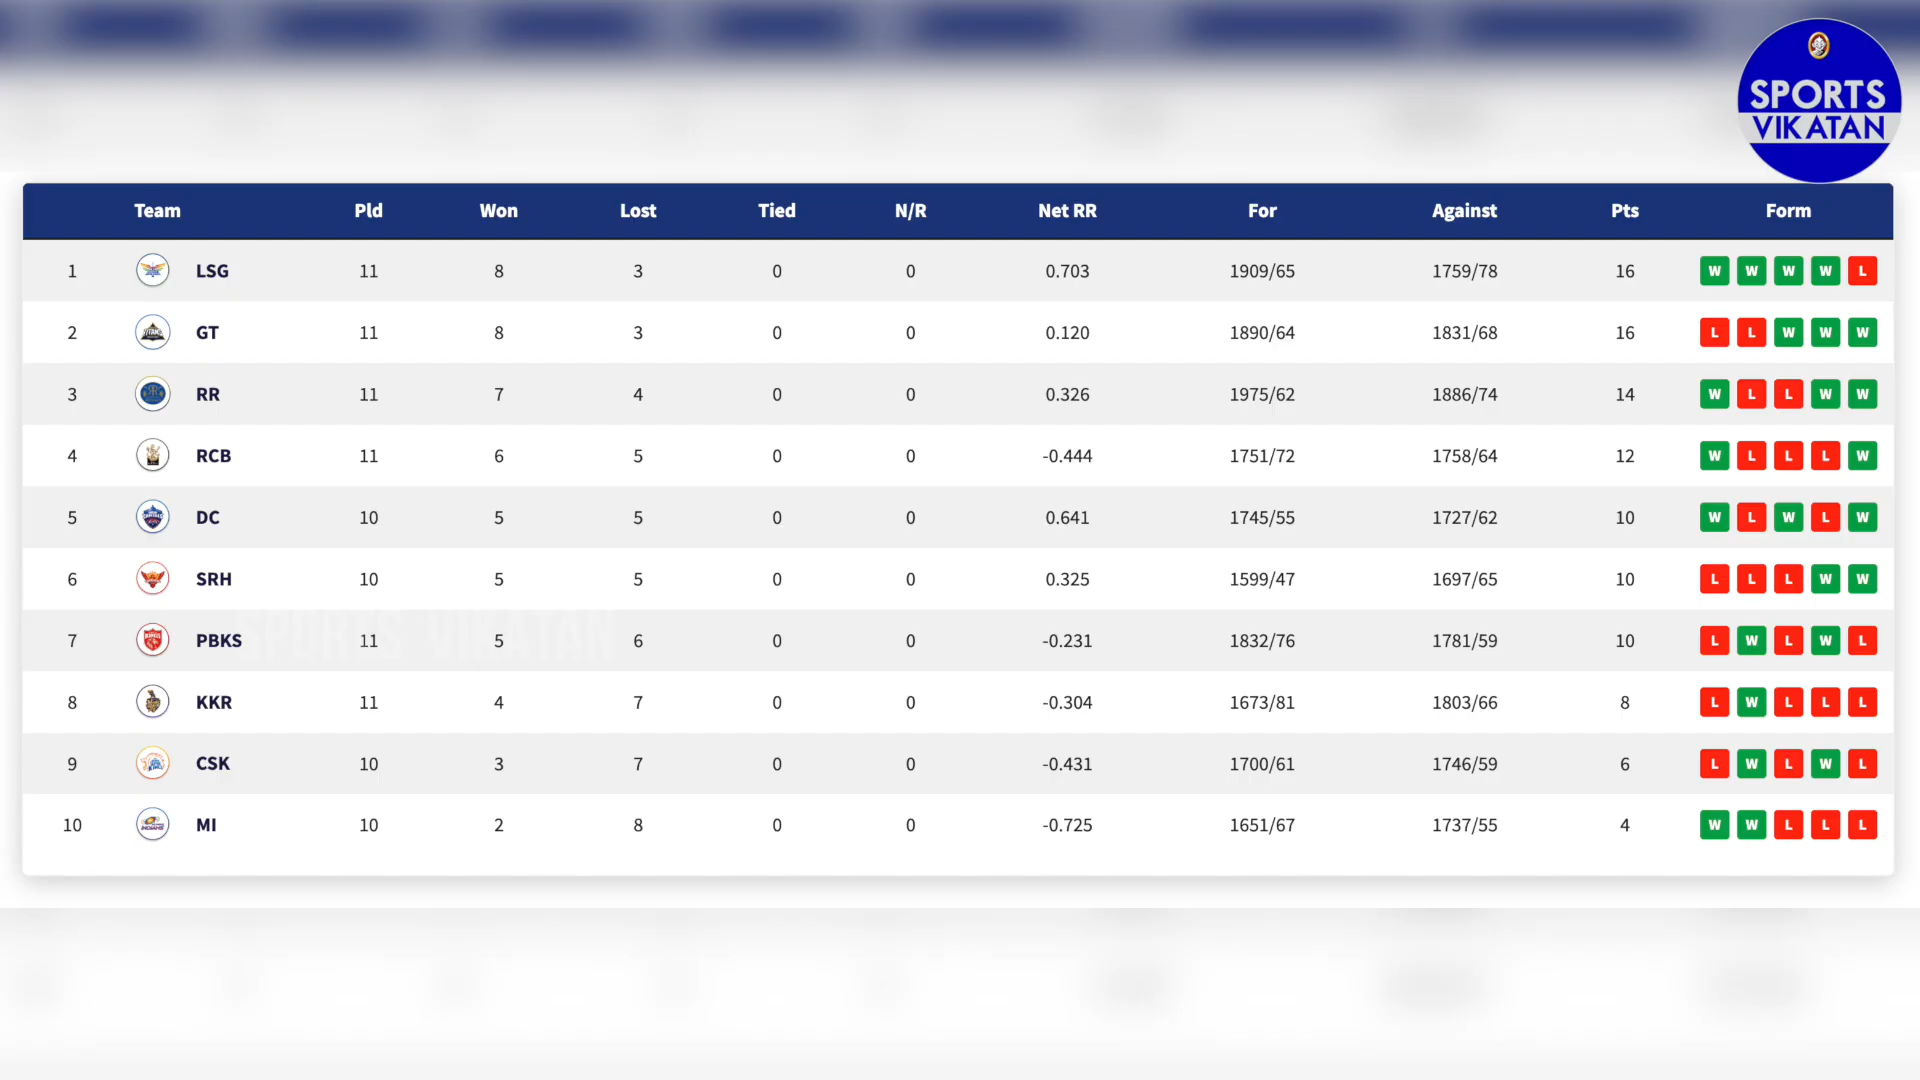 SPORTS
VIKATAN
Team Pld Won Lost Tied N/R Net RR For Against Pts Form
1 LSG 11 8 3 0 0 0.703 1909/65 1759/78 16 W W W W L
2 GT 11 8 3 0 0 0.120 1890/64 1831/68 16 L L W W W
3 RR 11 7 4 0 0 0.326 1975/62 1886/74 14 W L L W W
4 RCB 11 6 5 0 0 -0.444 1751/72 1758/64 12 W L L L W
5 DC 10 5 5 0 0 0.641 1745/55 1727/62 10 W L W L W
6 SRH 10 5 5 0 0 0.325 1599/47 1697/65 10 L L L W W
7 PBKS 11 5 6 0 0 -0.231 1832/76 1781/59 10 L W L W L
SPORTS VIKATAN
8 KKR 11 4 7 0 0 -0.304 1673/81 1803/66 8 L W L L L
9 CSK 10 3 7 0 0 -0.431 1700/61 1746/59 6 L W L W L
10 MI 10 2 8 0 0 -0.725 1651/67 1737/55 4 W W L L L